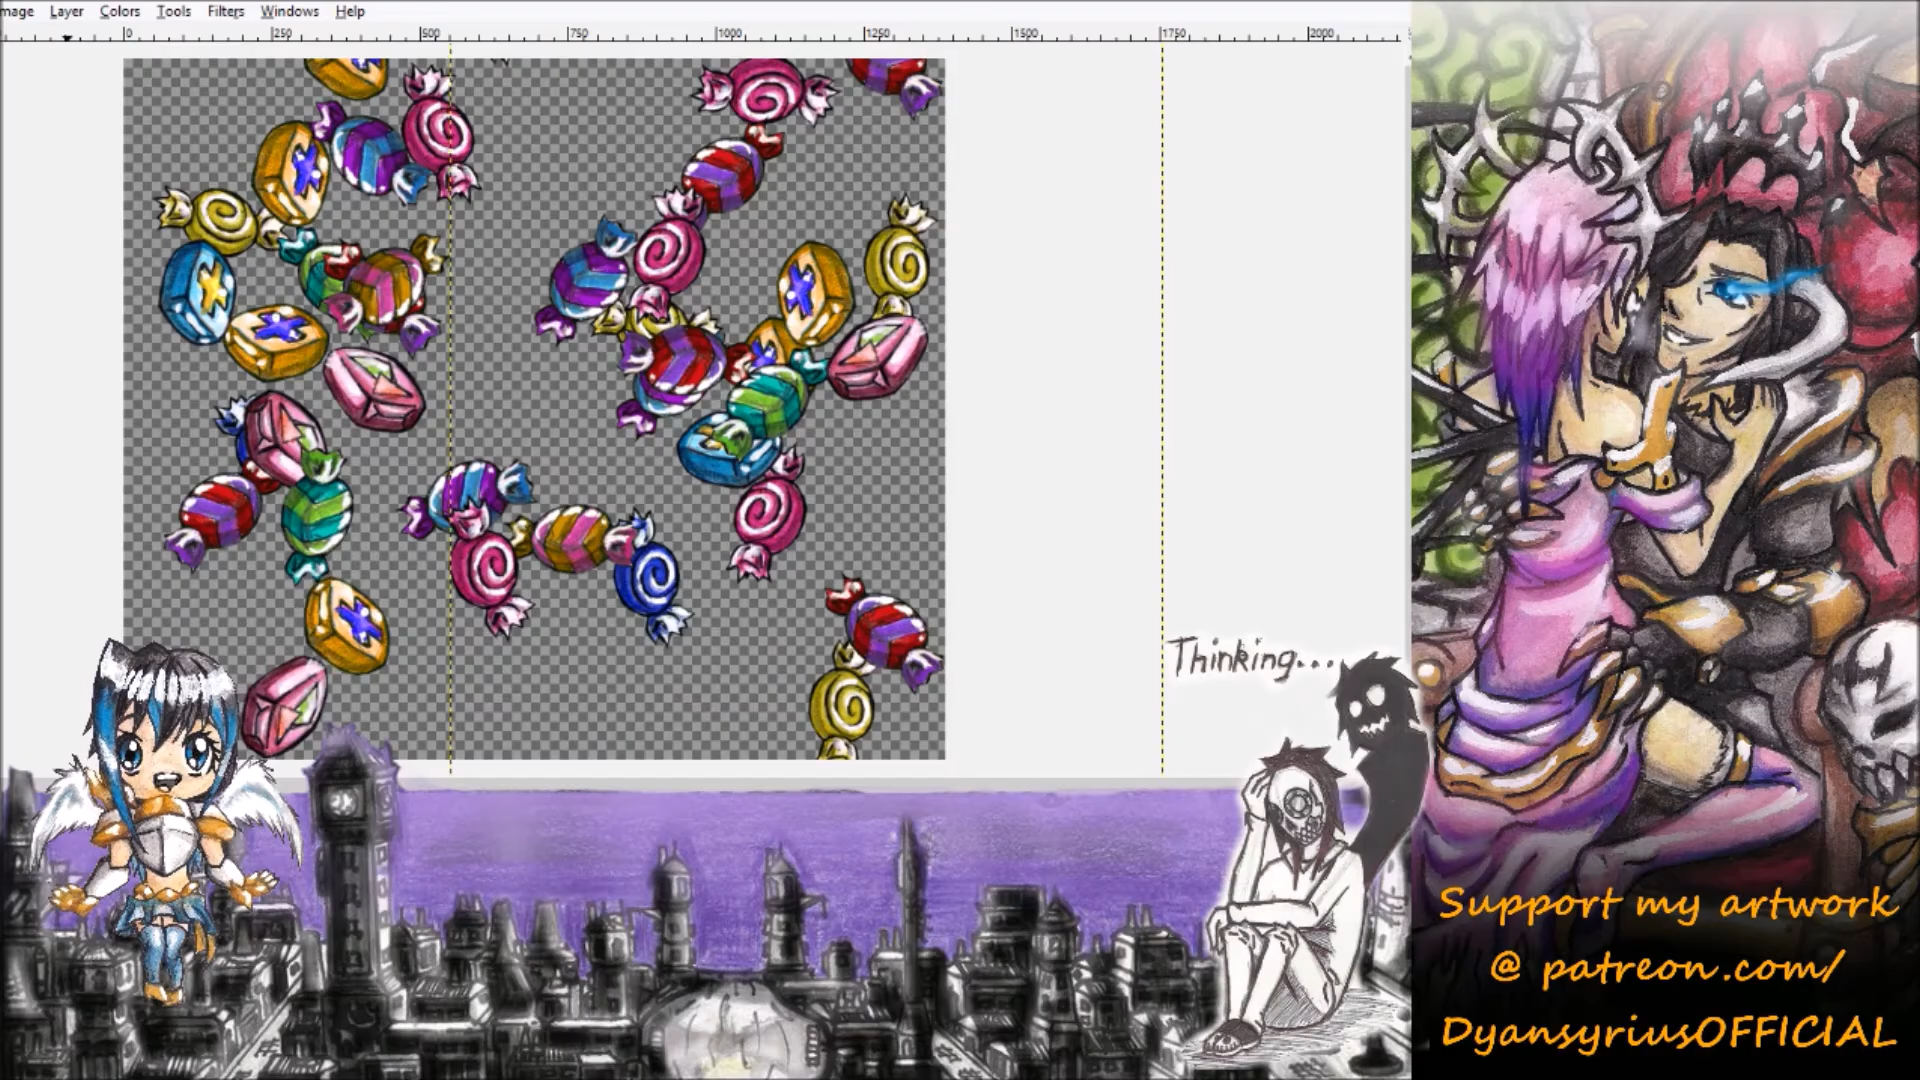 mage Layer Colors Tools Filters Windows Help
0 250 500 750 1000 1250 1500 1750 2000
Thinking...
Support my artwork
@ patreon.com/
DyansyriusOFFICIAL